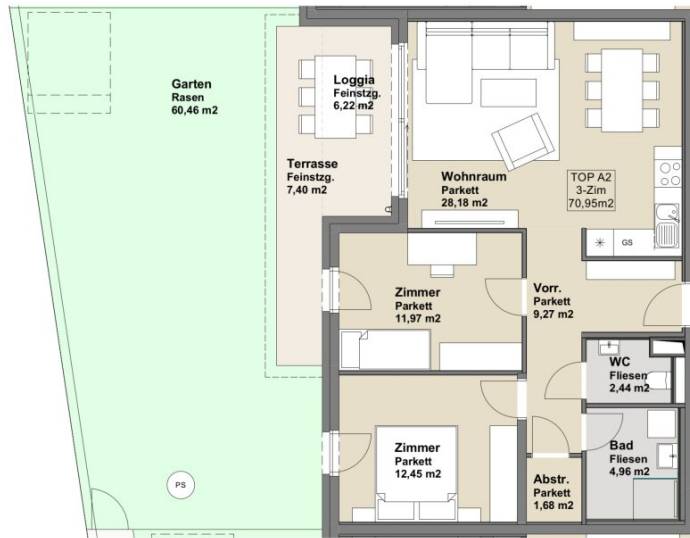 Garten
Rasen
60,46 m2
Loggia
Feinstzg.
6,22 m2
Terrasse
Feinstzg.
7,40 m2
Wohnraum
Parkett
28,18 m2
TOP A2
3-Zim
70,95m2
GS
Zimmer
Parkett
11,97 m2
Vorr.
Parkett
9,27 m2
WC
Fliesen
2,44 m2
Zimmer
Parkett
12,45 m2
Abstr.
Parkett
1,68 m2
Bad
Fliesen
4,96 m2
PS